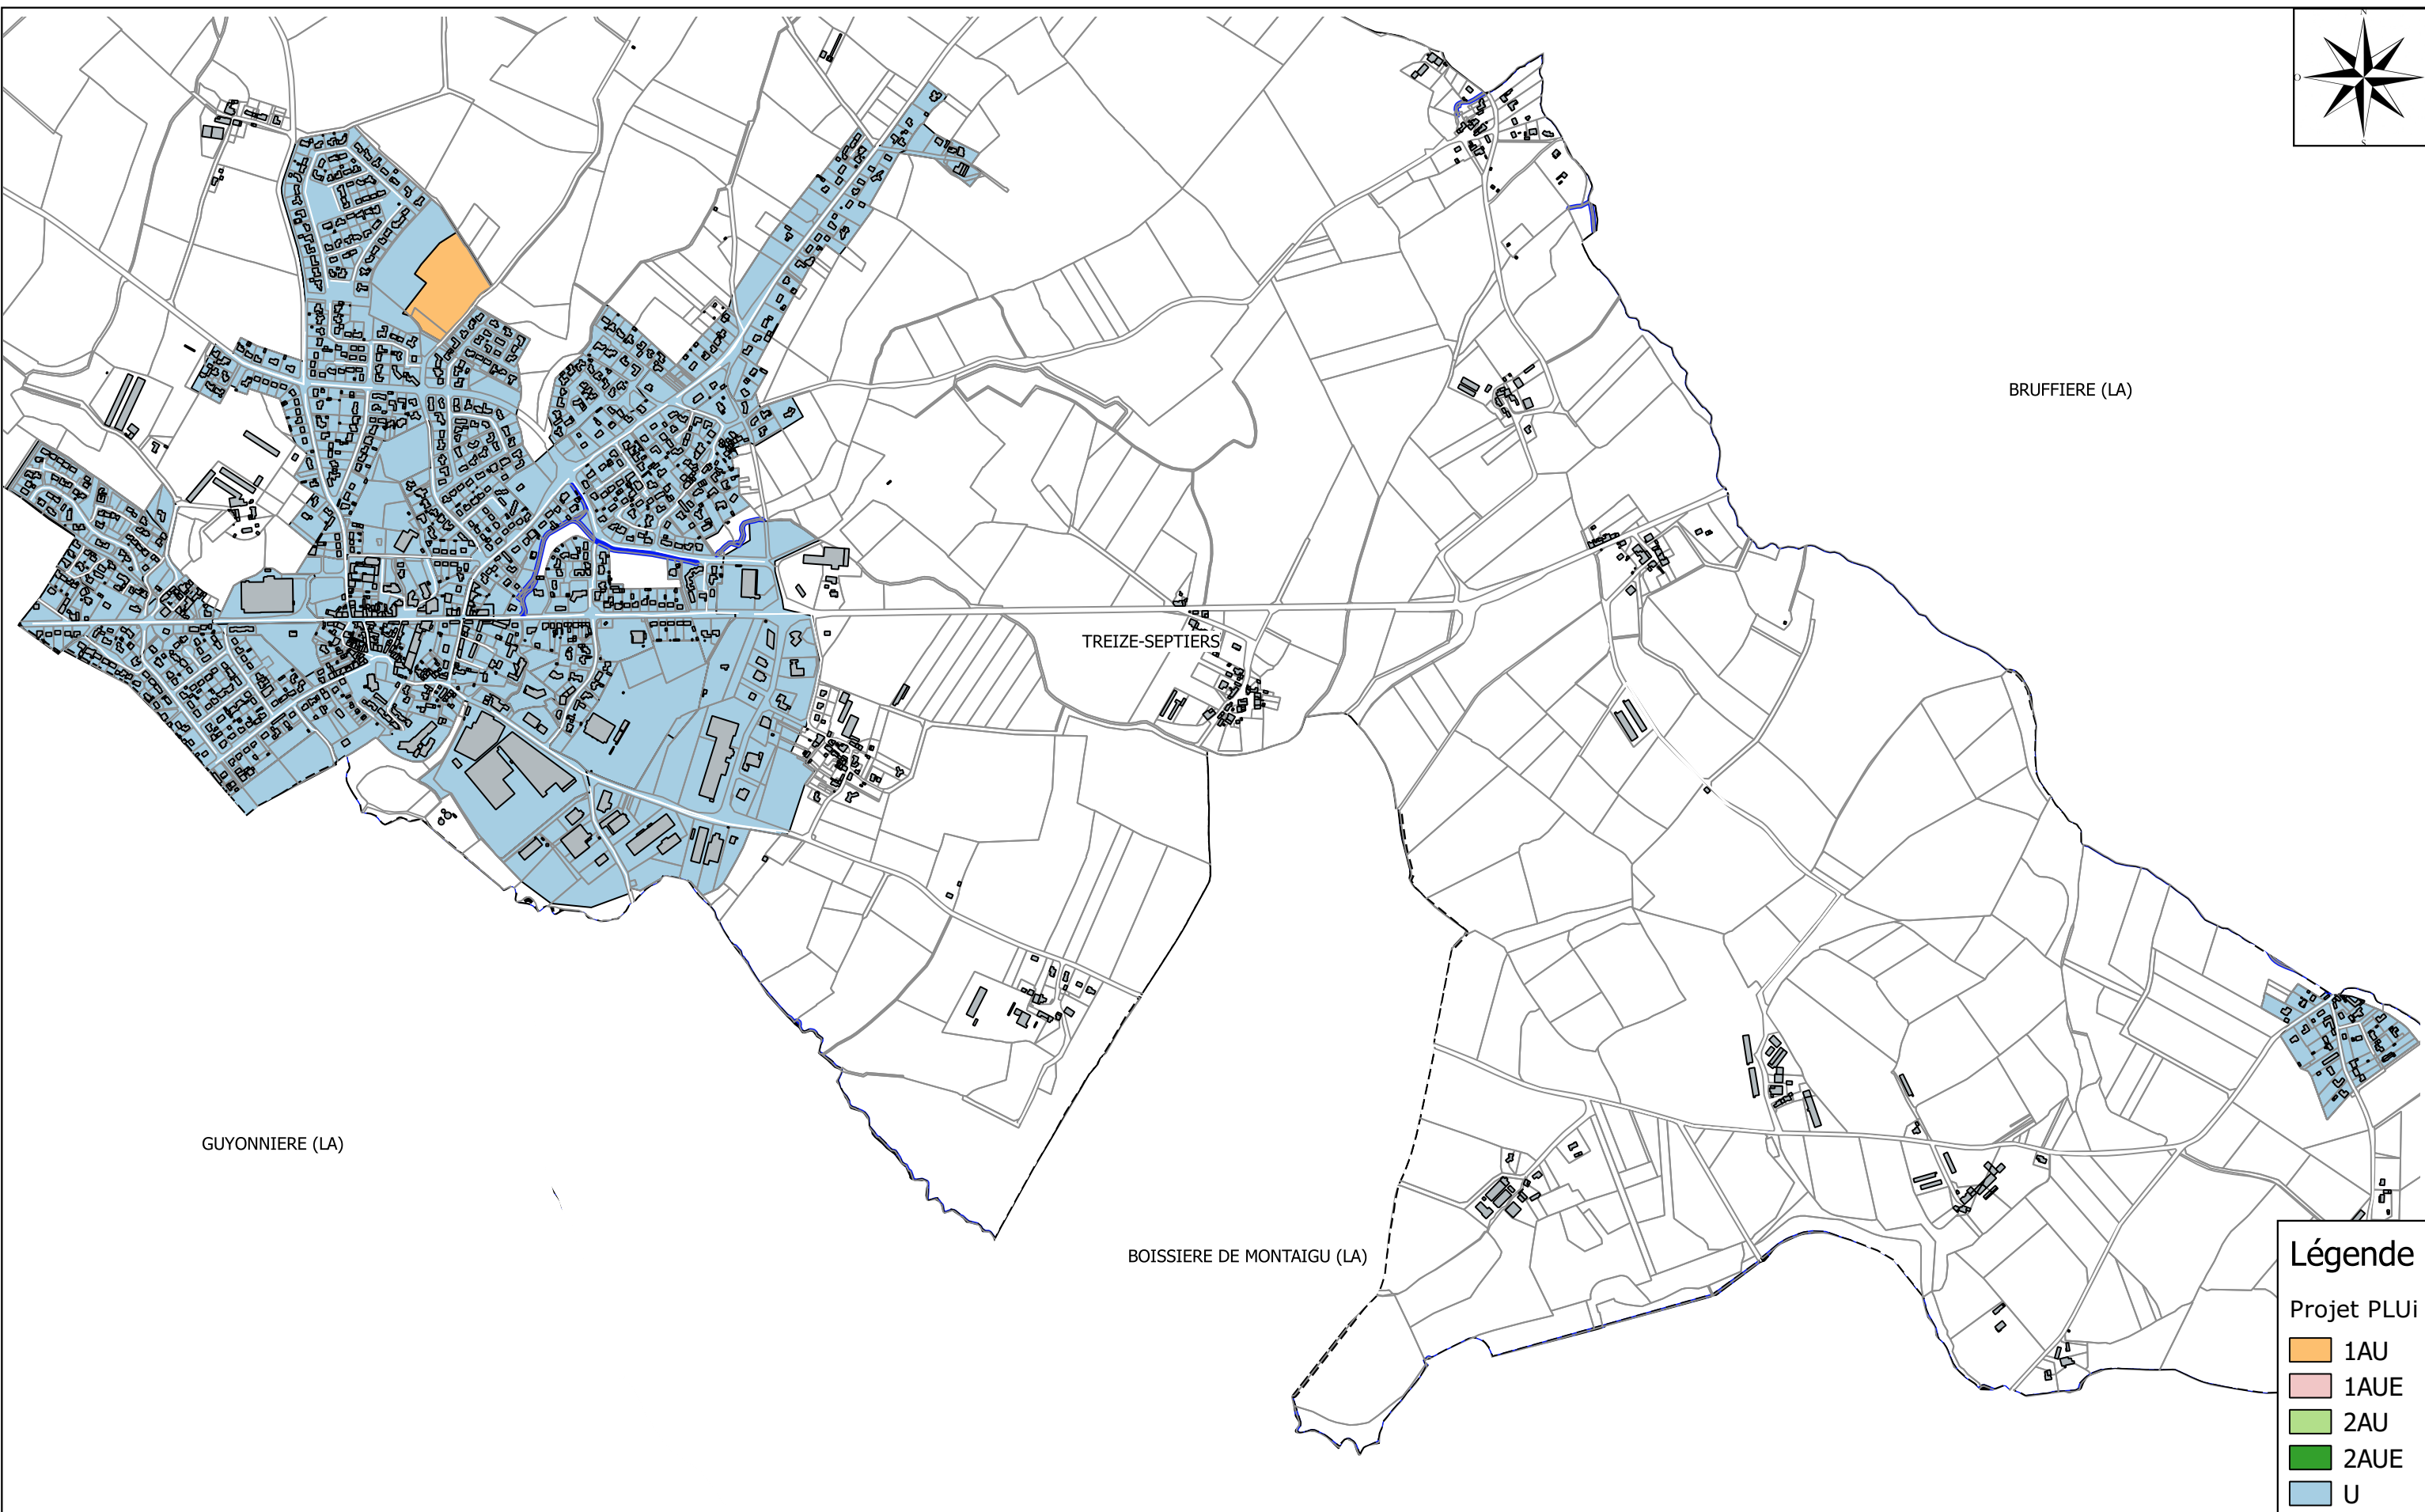 N
O
S
BRUFFIERE (LA)
TREIZE-SEPTIERS
GUYONNIERE (LA)
BOISSIERE DE MONTAIGU (LA)
Légende
Projet PLUi
1AU
1AUE
2AU
2AUE
U